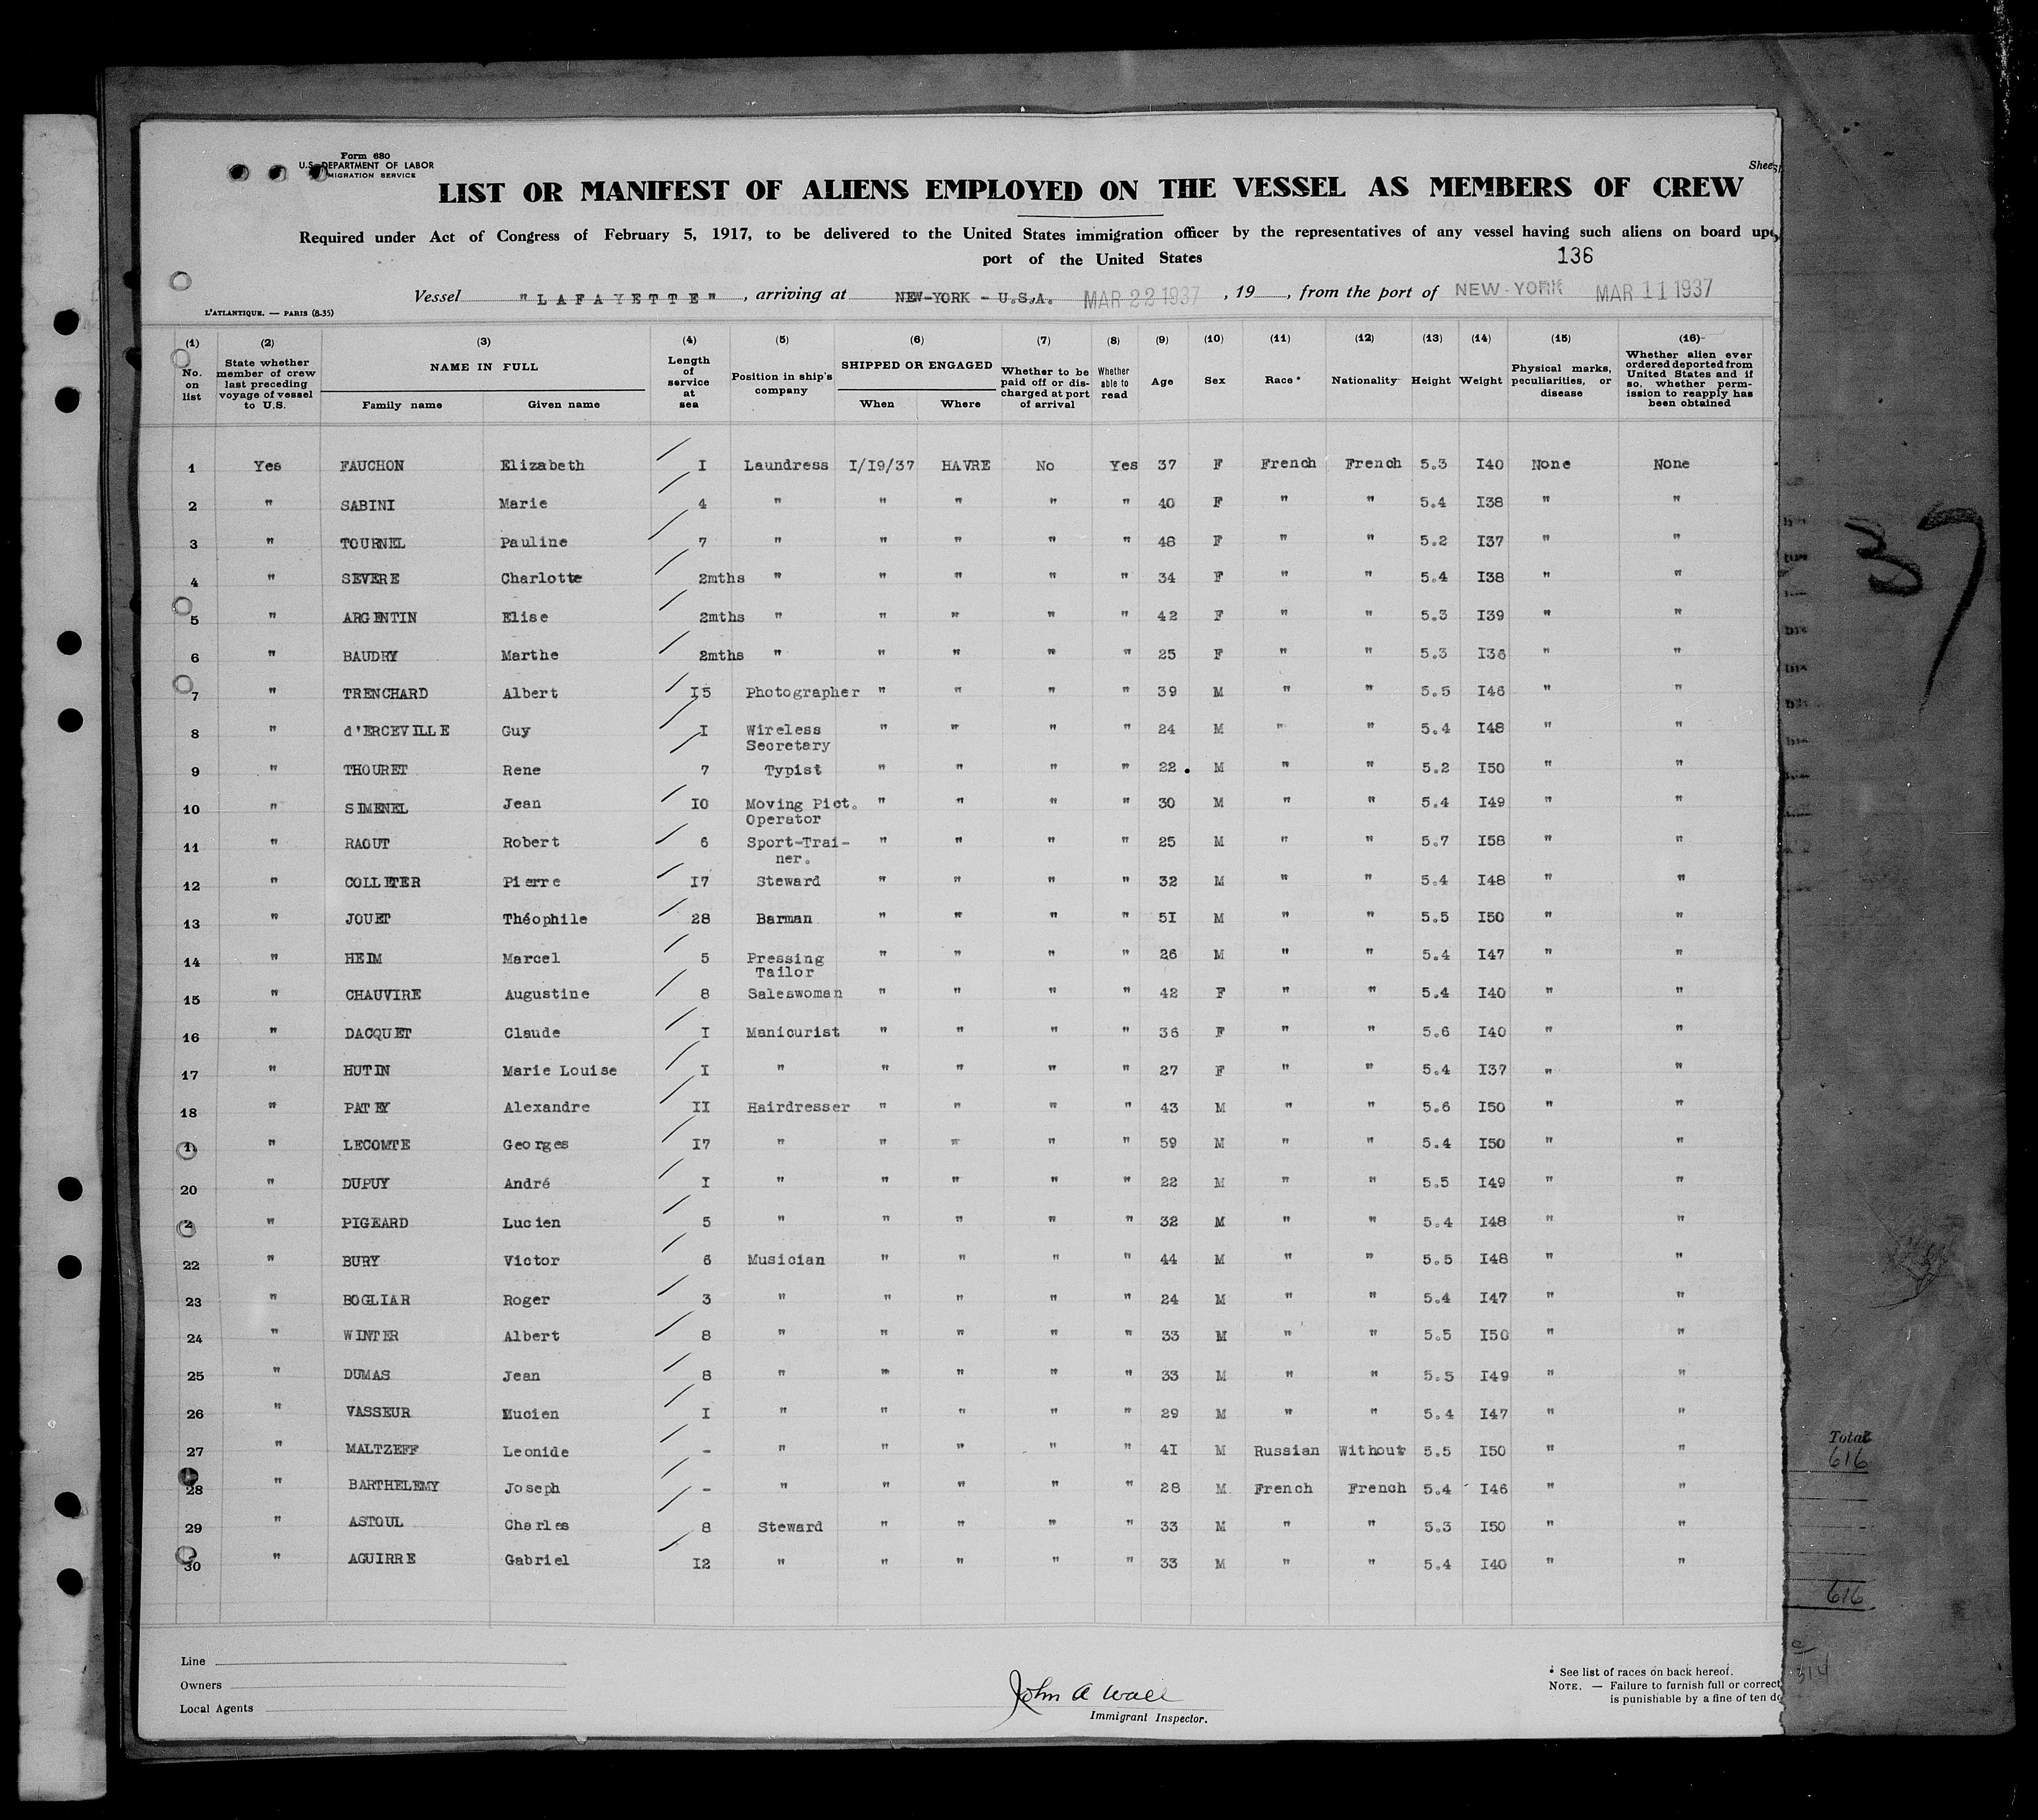 Form 680
U.S. DEPARTMENT OF LABOR
MIGRATION SERVICE
LIST OR MANIFEST OF ALIENS EMPLOYED ON THE VESSEL AS MEMBERS OF CREW
Required under Act of Congress of February 5, 1917, to be delivered to the United States immigration officer by the representatives of any vessel having such aliens on board
port of the United States
136
Vessel "LAFAYETTE", arriving at NEW-YORK - U.S.A. MAR 22 1937, 19, from the port of NEW-YORK MAR 11 1937
L'ATLANTIQUE. — PARIS (8-35)
(1) (2) (3) (4) (5) (6) (7) (8) (9) (10) (11) (12) (13) (14) (15) (16)
No. on list State whether member of crew last preceding voyage of vessel to U.S. NAME IN FULL Family name Given name Length of service at sea Position in ship's company SHIPPED OR ENGAGED When Where Whether to be paid off or discharged at port of arrival Whether able to read Age Sex Race* Nationality Height Weight Physical marks, peculiarities, or disease Whether alien ever ordered deported from United States and if so, whether permission to reapply has been obtained
1 Yes FAUCHON Elizabeth I Laundress I/I9/37 HAVRE No Yes 37 F French French 5.3 I40 None None
2 " SABINI Marie 4 " " " " " 40 F " " 5.4 I38 " "
3 " TOURNEL Pauline 7 " " " " " 48 F " " 5.2 I37 " "
4 " SEVERE Charlotte 2mths " " " " " 34 F " " 5.4 I38 " "
5 " ARGENTIN Elise 2mths " " " " " 42 F " " 5.3 I39 " "
6 " BAUDRY Marthe 2mths " " " " " 25 F " " 5.3 I36 " "
7 " TRENCHARD Albert I5 Photographer " " " " 39 M " " 5.5 I46 " "
8 " d'ERCEVILLE Guy I Wireless Secretary " " " " 24 M " " 5.4 I48 " "
9 " THOURET Rene 7 Typist " " " " 22 M " " 5.2 I50 " "
10 " SIMENEL Jean I0 Moving Pict. Operator " " " " 30 M " " 5.4 I49 " "
11 " RAOUT Robert 6 Sport-Trainer. " " " " 25 M " " 5.7 I58 " "
12 " COLLETER Pierre I7 Steward " " " " 32 M " " 5.4 I48 " "
13 " JOUET Théophile 28 Barman " " " " 5I M " " 5.5 I50 " "
14 " HEIM Marcel 5 Pressing Tailor " " " " 26 M " " 5.4 I47 " "
15 " CHAUVIRE Augustine 8 Saleswoman " " " " 42 F " " 5.4 I40 " "
16 " DACQUET Claude I Manicurist " " " " 36 F " " 5.6 I40 " "
17 " HUTIN Marie Louise I " " " " " 27 F " " 5.4 I37 " "
18 " PATEY Alexandre II Hairdresser " " " " 43 M " " 5.6 I50 " "
1 " LECOMTE Georges I7 " " " " " 59 M " " 5.4 I50 " "
20 " DUPUY André I " " " " " 22 M " " 5.5 I49 " "
2 " PIGEARD Lucien 5 " " " " " 32 M " " 5.4 I48 " "
22 " BURY Victor 6 Musician " " " " 44 M " " 5.5 I48 " "
23 " BOGLIAR Roger 3 " " " " " 24 M " " 5.4 I47 " "
24 " WINTER Albert 8 " " " " " 33 M " " 5.5 I50 " "
25 " DUMAS Jean 8 " " " " " 33 M " " 5.5 I49 " "
26 " VASSEUR Mucien I " " " " " 29 M " " 5.4 I47 " "
27 " MALTZEFF Leonide - " " " " " 4I M Russian Without 5.5 I50 " "
28 " BARTHELEMY Joseph - " " " " " 28 M French French 5.4 I46 " "
29 " ASTOUL Charles 8 Steward " " " " 33 M " " 5.3 I50 " "
30 " AGUIRRE Gabriel I2 " " " " " 33 M " " 5.4 I40 " "
Line
Owners
Local Agents
John A Wall
Immigrant Inspector.
* See list of races on back hereof.
NOTE. — Failure to furnish full or correct
is punishable by a fine of ten
37
Total
616
616